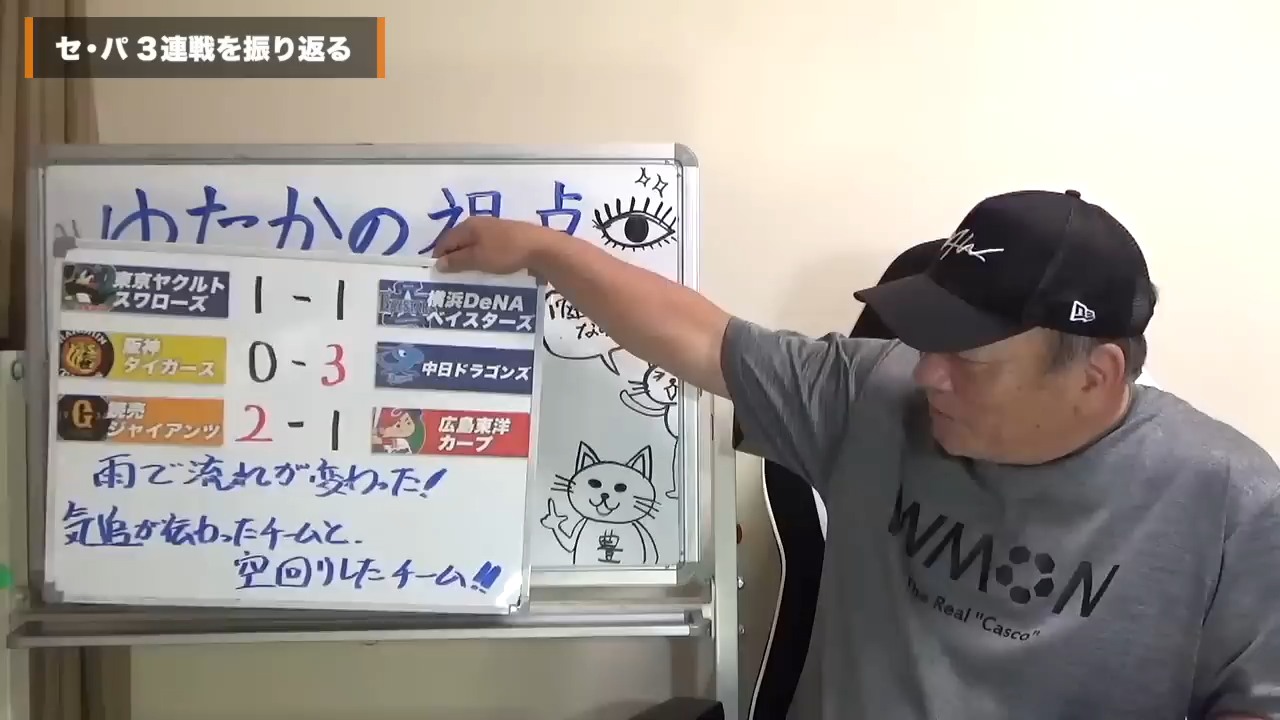 セ・パ 3連戦を振り返る
ゆたかの視点
東京ヤクルトスワローズ 1 - 1 横浜DeNAベイスターズ
阪神タイガース 0 - 3 中日ドラゴンズ
G 読売ジャイアンツ 2 - 1 広島東洋カープ
雨で流れが変わった!
気迫が伝わったチームと、
空回りしたチーム!!
豊
WMON
The Real "Casco"